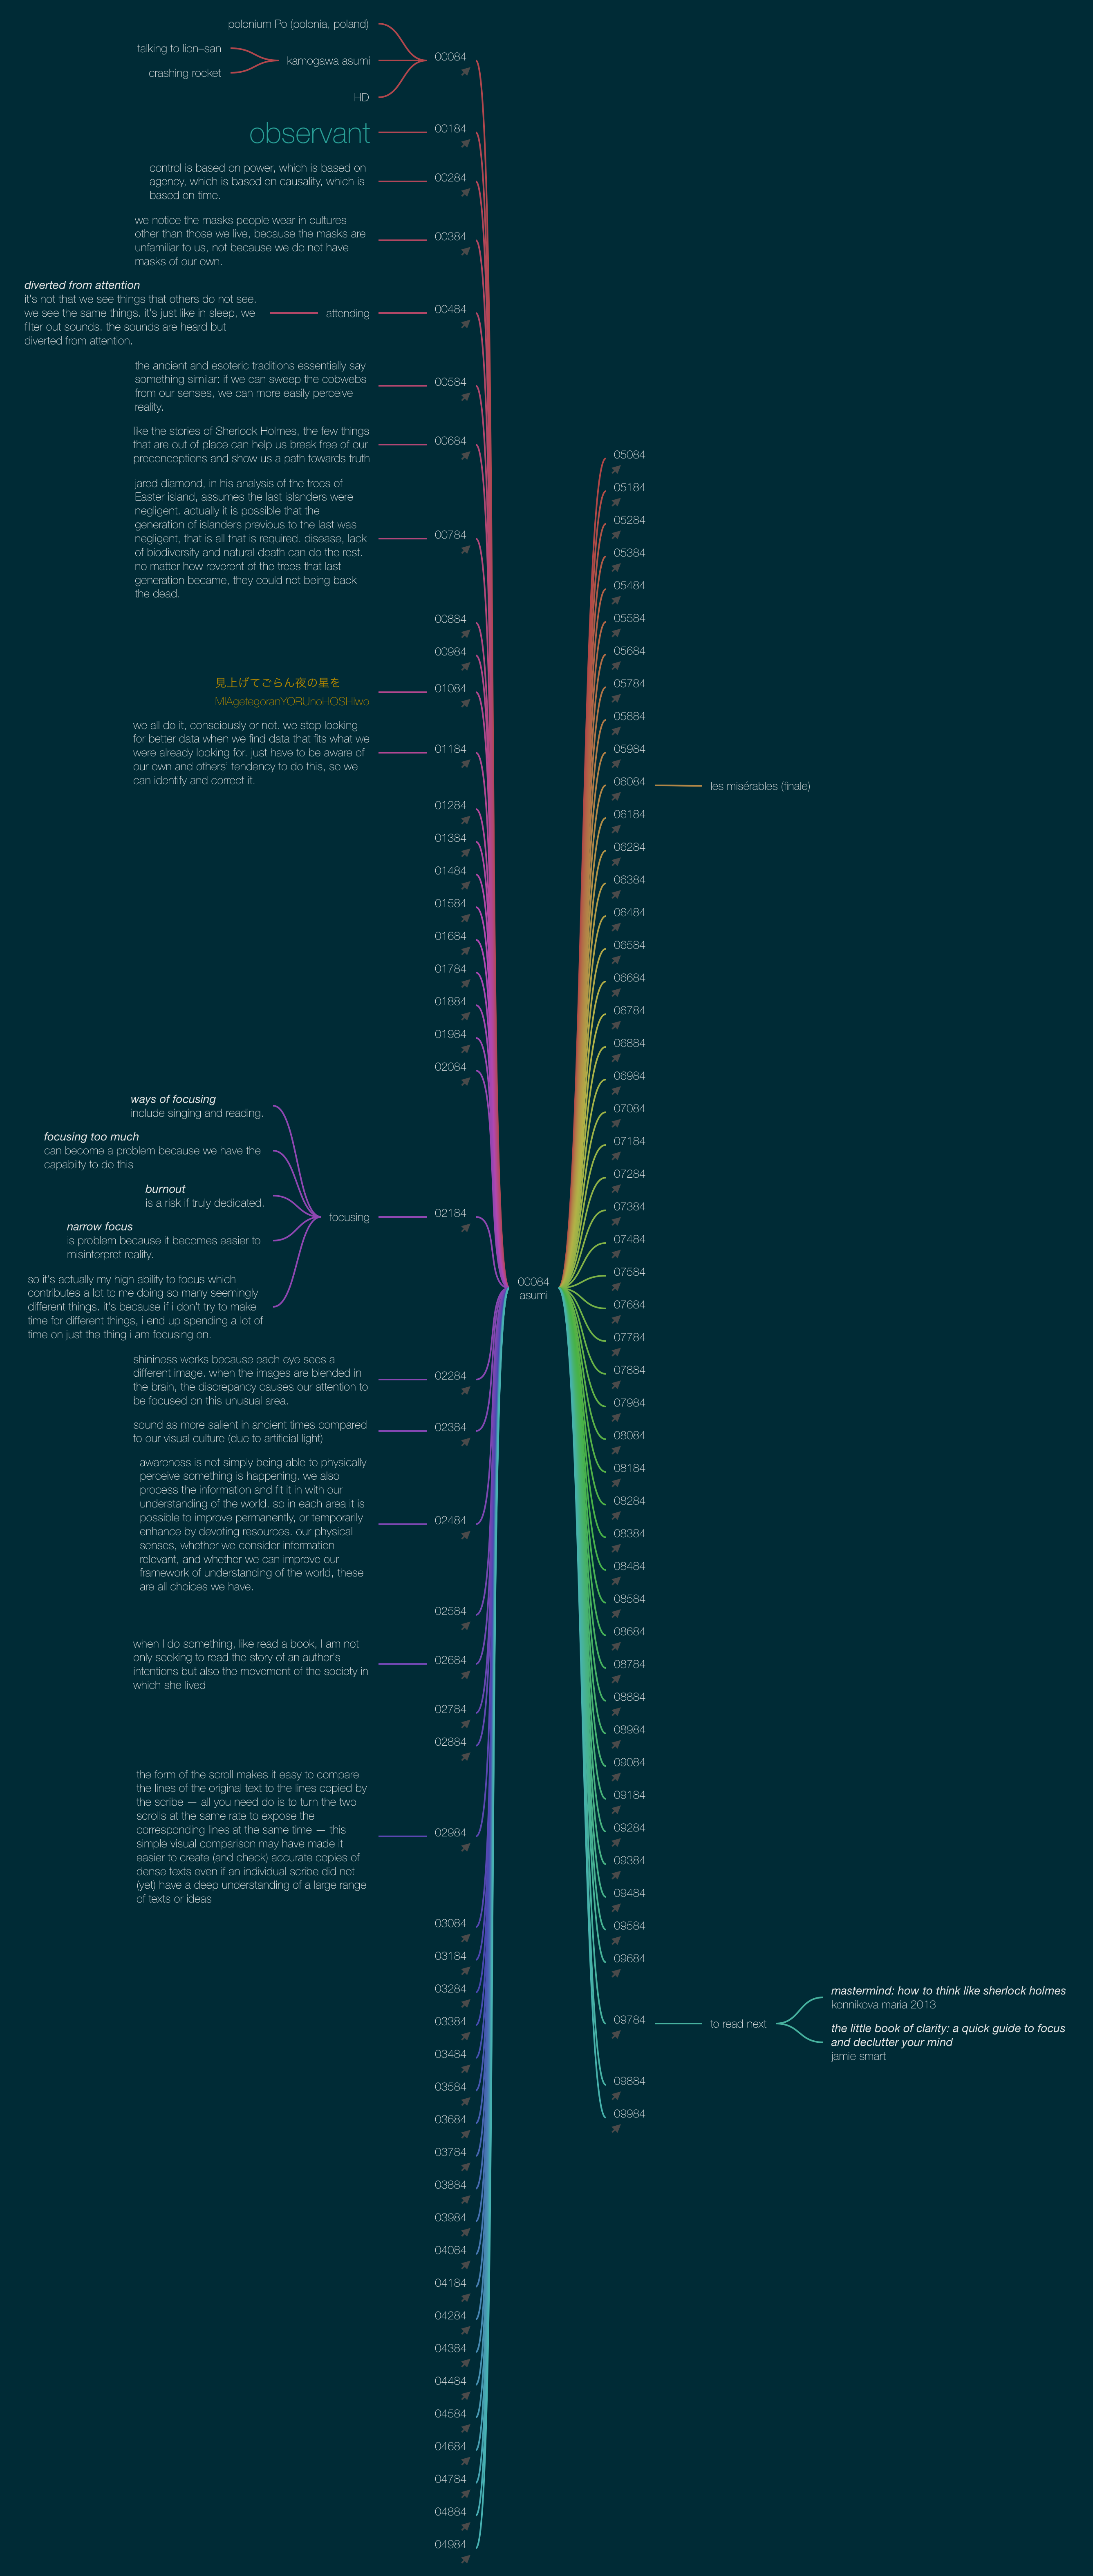 polonium Po (polonia, poland)
talking to lion–san
crashing rocket
kamogawa asumi
HD
00084
observant
00184
control is based on power, which is based on
agency, which is based on causality, which is
based on time.
00284
we notice the masks people wear in cultures
other than those we live, because the masks are
unfamiliar to us, not because we do not have
masks of our own.
00384
diverted from attention
it's not that we see things that others do not see.
we see the same things. it's just like in sleep, we
filter out sounds. the sounds are heard but
diverted from attention.
attending
00484
the ancient and esoteric traditions essentially say
something similar: if we can sweep the cobwebs
from our senses, we can more easily perceive
reality.
00584
like the stories of Sherlock Holmes, the few things
that are out of place can help us break free of our
preconceptions and show us a path towards truth
00684
jared diamond, in his analysis of the trees of
Easter island, assumes the last islanders were
negligent. actually it is possible that the
generation of islanders previous to the last was
negligent, that is all that is required. disease, lack
of biodiversity and natural death can do the rest.
no matter how reverent of the trees that last
generation became, they could not being back
the dead.
00784
00884
00984
見上げてごらん夜の星を
MIAgetegoranYORUnoHOSHIwo
01084
we all do it, consciously or not. we stop looking
for better data when we find data that fits what we
were already looking for. just have to be aware of
our own and others' tendency to do this, so we
can identify and correct it.
01184
01284
01384
01484
01584
01684
01784
01884
01984
02084
ways of focusing
include singing and reading.
focusing too much
can become a problem because we have the
capabilty to do this
burnout
is a risk if truly dedicated.
narrow focus
is problem because it becomes easier to
misinterpret reality.
so it's actually my high ability to focus which
contributes a lot to me doing so many seemingly
different things. it's because if i don't try to make
time for different things, i end up spending a lot of
time on just the thing i am focusing on.
focusing
02184
shininess works because each eye sees a
different image. when the images are blended in
the brain, the discrepancy causes our attention to
be focused on this unusual area.
02284
sound as more salient in ancient times compared
to our visual culture (due to artificial light)
02384
awareness is not simply being able to physically
perceive something is happening. we also
process the information and fit it in with our
understanding of the world. so in each area it is
possible to improve permanently, or temporarily
enhance by devoting resources. our physical
senses, whether we consider information
relevant, and whether we can improve our
framework of understanding of the world, these
are all choices we have.
02484
02584
when I do something, like read a book, I am not
only seeking to read the story of an author's
intentions but also the movement of the society in
which she lived
02684
02784
02884
the form of the scroll makes it easy to compare
the lines of the original text to the lines copied by
the scribe — all you need do is to turn the two
scrolls at the same rate to expose the
corresponding lines at the same time — this
simple visual comparison may have made it
easier to create (and check) accurate copies of
dense texts even if an individual scribe did not
(yet) have a deep understanding of a large range
of texts or ideas
02984
03084
03184
03284
03384
03484
03584
03684
03784
03884
03984
04084
04184
04284
04384
04484
04584
04684
04784
04884
04984
00084
asumi
05084
05184
05284
05384
05484
05584
05684
05784
05884
05984
06084
les misérables (finale)
06184
06284
06384
06484
06584
06684
06784
06884
06984
07084
07184
07284
07384
07484
07584
07684
07784
07884
07984
08084
08184
08284
08384
08484
08584
08684
08784
08884
08984
09084
09184
09284
09384
09484
09584
09684
09784
to read next
mastermind: how to think like sherlock holmes
konnikova maria 2013
the little book of clarity: a quick guide to focus
and declutter your mind
jamie smart
09884
09984